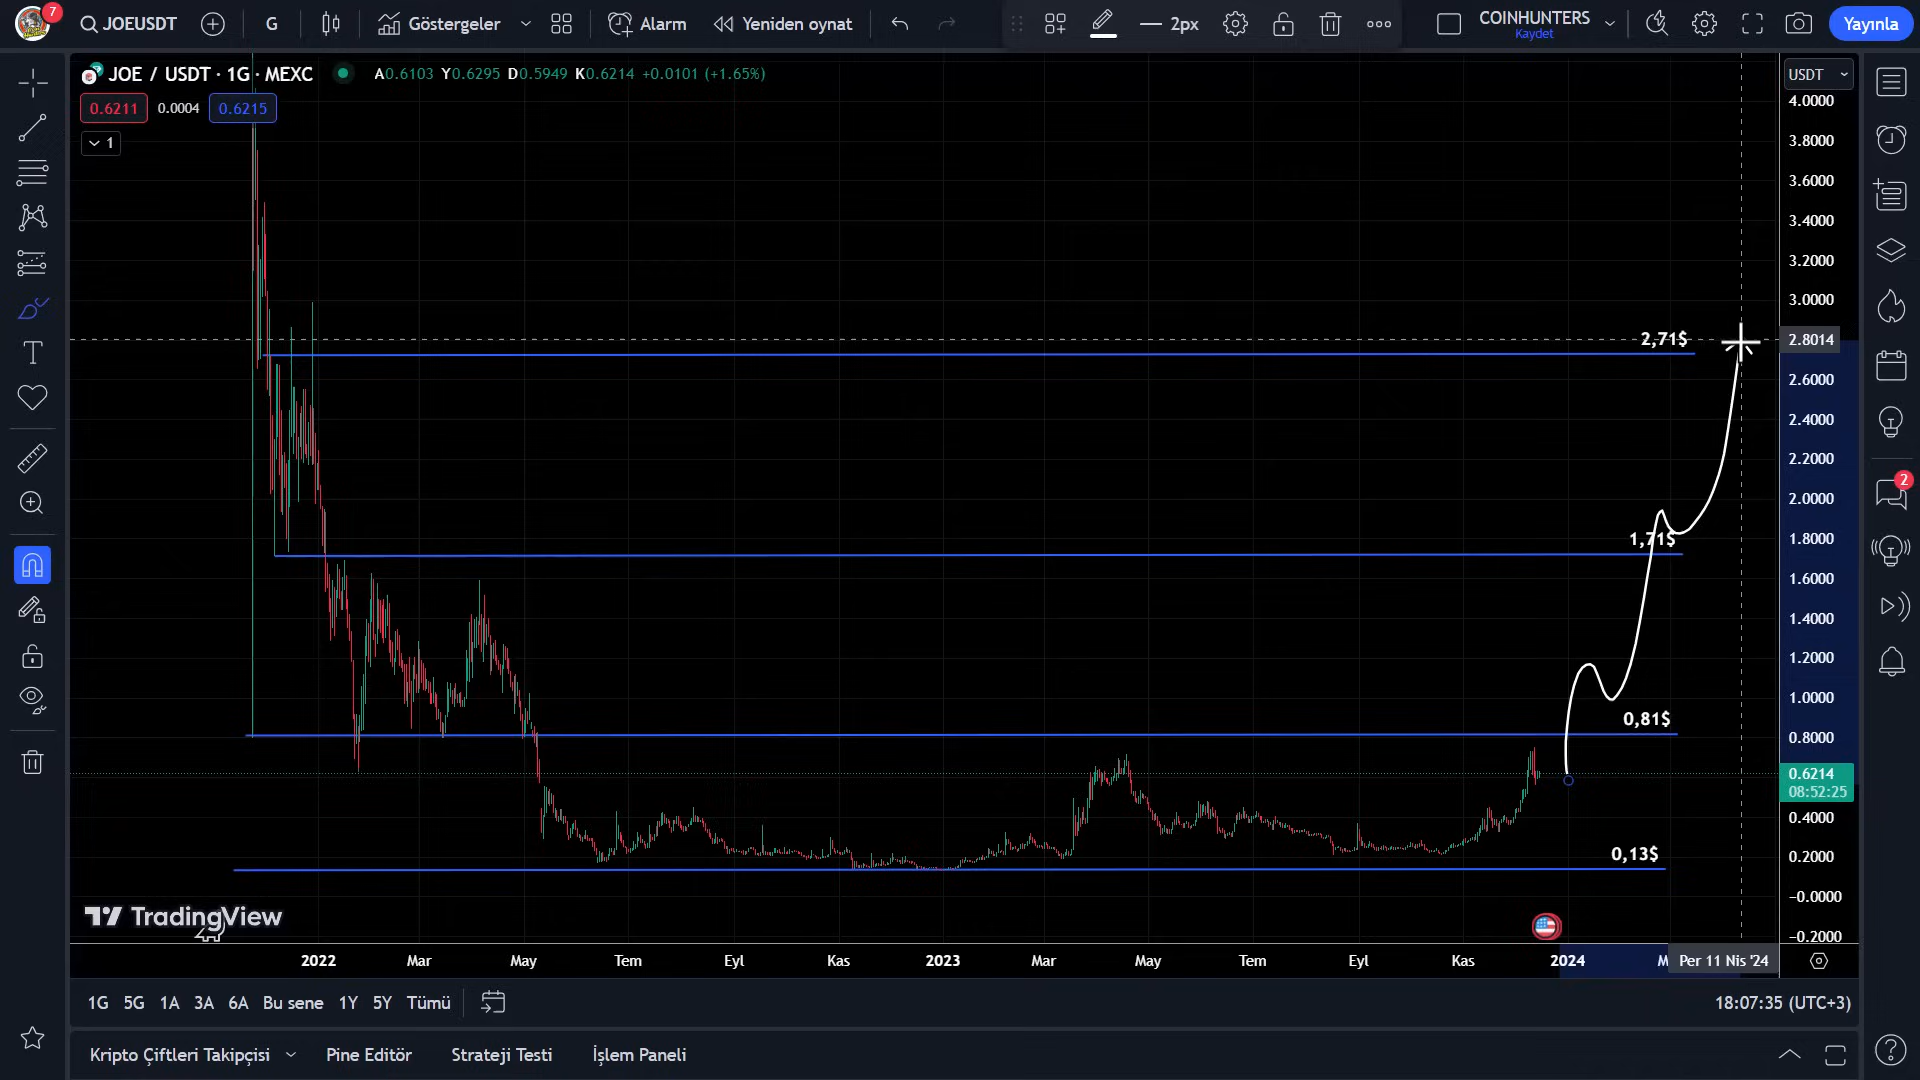 7
JOEUSDT
G
Göstergeler
Alarm
Yeniden oynat
2px
COINHUNTERS
Kaydet
Yayınla
JOE / USDT · 1G · MEXC
A0.6103 Y0.6295 D0.5949 K0.6214 +0.0101 (+1.65%)
0.6211
0.0004
0.6215
1
USDT
4.0000
3.8000
3.6000
3.4000
3.2000
3.0000
2.8014
2.6000
2.4000
2.2000
2.0000
1.8000
1.6000
1.4000
1.2000
1.0000
0.8000
0.6214
08:52:25
0.4000
0.2000
−0.0000
−0.2000
2,71$
1,71$
0,81$
0,13$
2
TradingView
2022
Mar
May
Tem
Eyl
Kas
2023
Mar
May
Tem
Eyl
Kas
2024
Per 11 Nis '24
1G 5G 1A 3A 6A Bu sene 1Y 5Y Tümü
18:07:35 (UTC+3)
Kripto Çiftleri Takipçisi
Pine Editör
Strateji Testi
İşlem Paneli